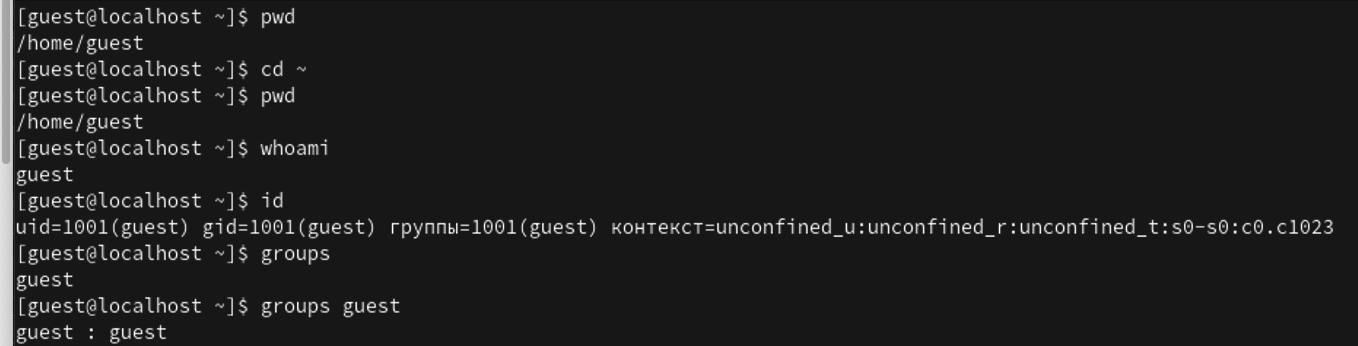 [guest@localhost ~]$ pwd
/home/guest
[guest@localhost ~]$ cd ~
[guest@localhost ~]$ pwd
/home/guest
[guest@localhost ~]$ whoami
guest
[guest@localhost ~]$ id
uid=1001(guest) gid=1001(guest) группы=1001(guest) контекст=unconfined_u:unconfined_r:unconfined_t:s0-s0:c0.c1023
[guest@localhost ~]$ groups
guest
[guest@localhost ~]$ groups guest
guest : guest